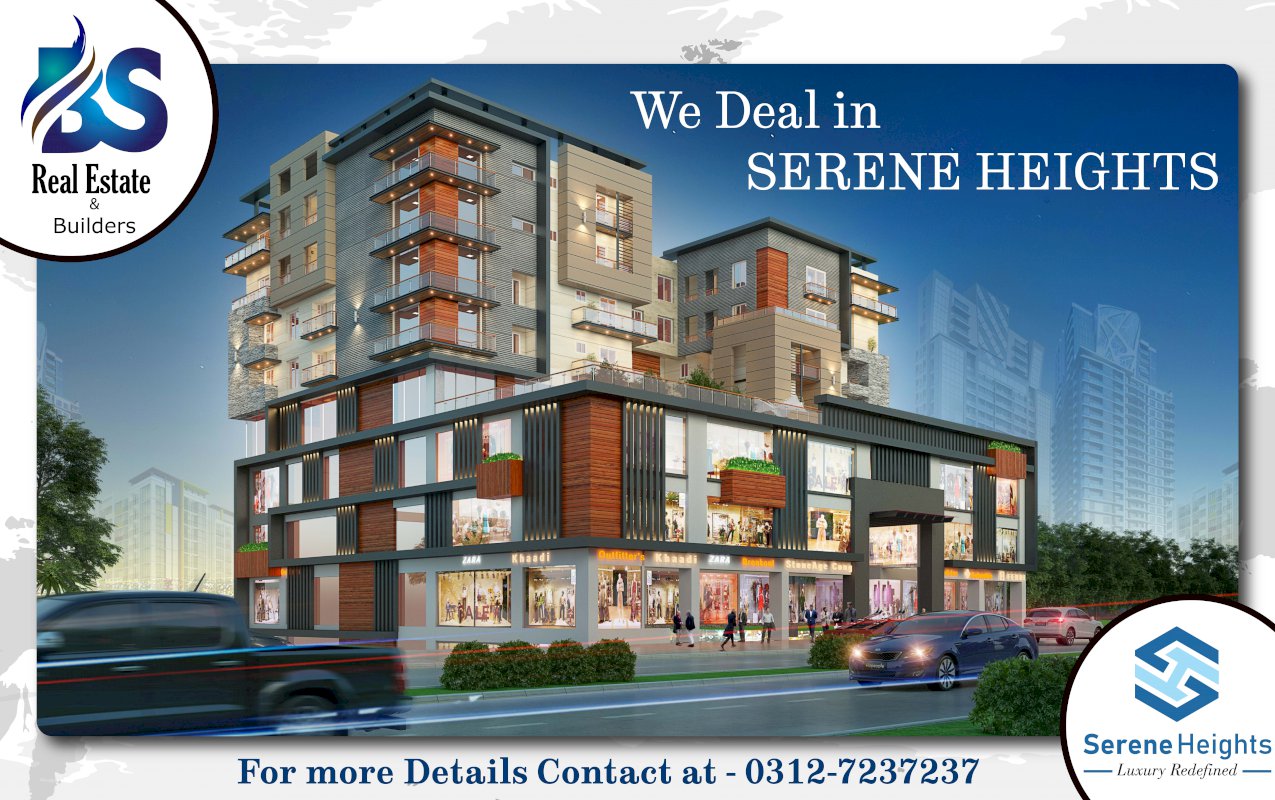 BS
Real Estate
&
Builders
We Deal in
SERENE HEIGHTS
SALE
ZARA
Khaadi
Outfitter's
Khaadi
ZARA
StoneAge
SALE
Serene Heights
Luxury Redefined
For more Details Contact at - 0312-7237237